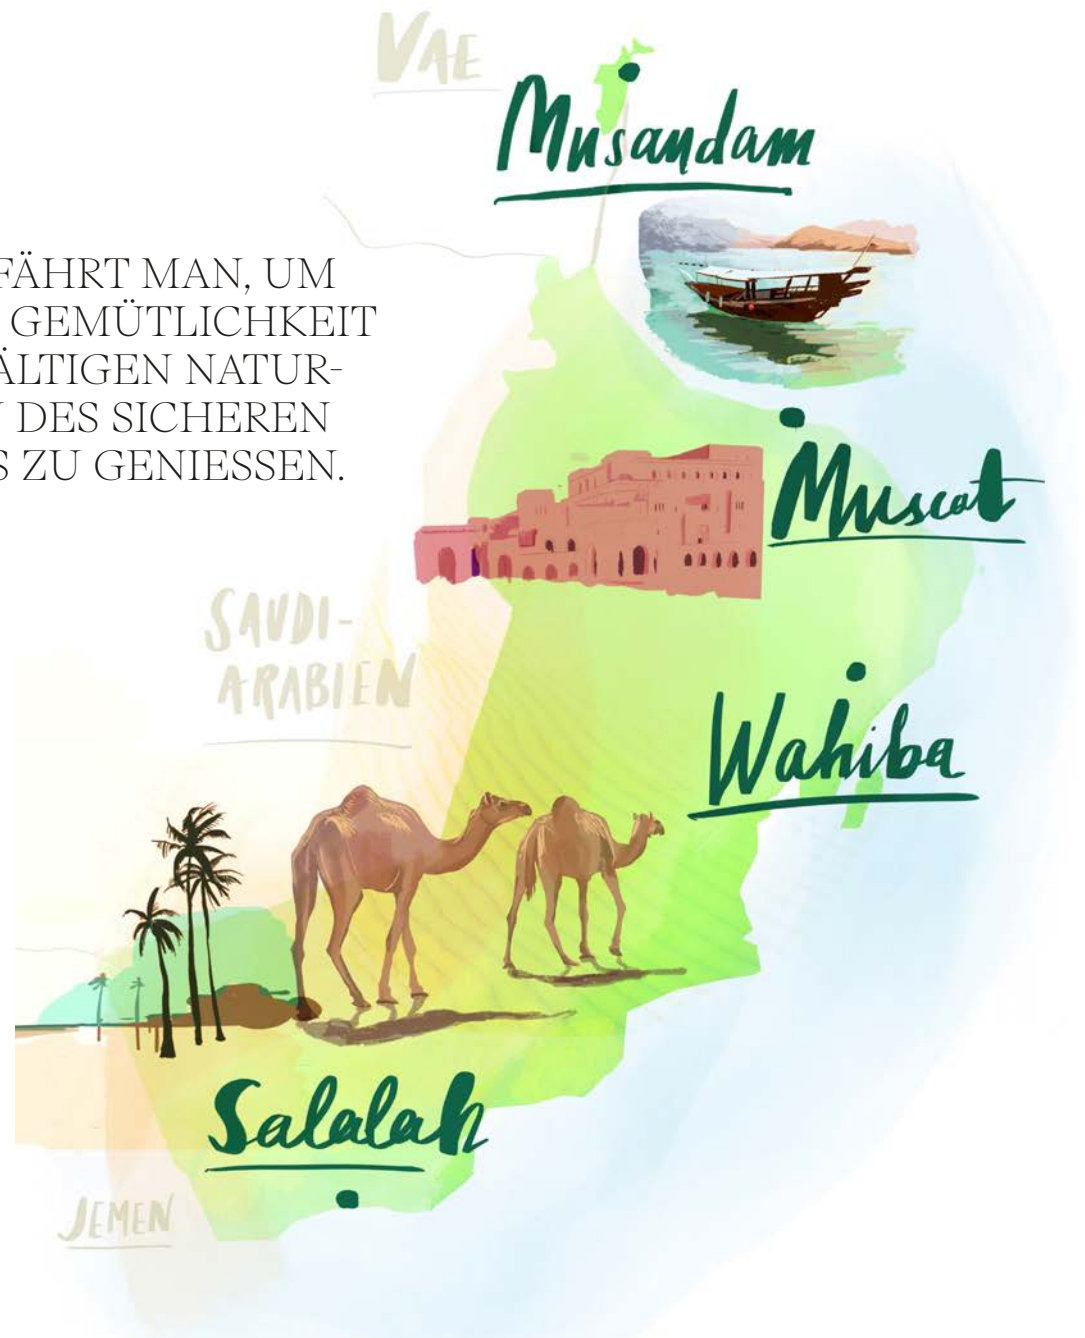 VAE
Musandam
FÄHRT MAN, UM
GEMÜTLICHKEIT
ÄLTIGEN NATUR-
DES SICHEREN
S ZU GENIESSEN.
Muscat
SAUDI-
ARABIEN
Wahiba
Salalah
JEMEN